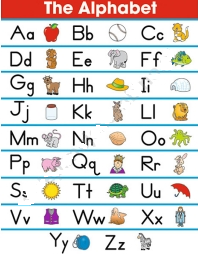 The Alphabet
Aa Bb Cc
Dd Ee Ff
Gg Hh Ii
Jj Kk Ll
Mm Nn Oo
Pp Qq Rr
Ss Tt Uu
Vv Ww Xx
Yy Zz